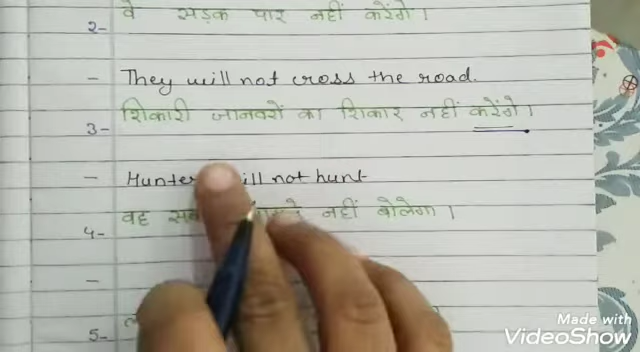 2- वे सड़क पार नहीं करेंगे।
- They will not cross the road.
3- शिकारी जानवरों का शिकार नहीं करेंगे।
- Hunter will not hunt
4- वह नहीं बोलेगा।
-
5-
Made with
VideoShow